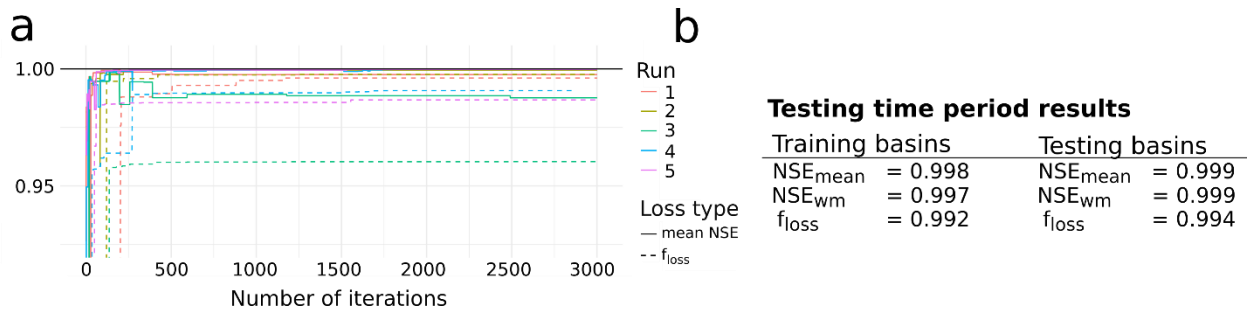 a
1.00
0.95
0 500 1000 1500 2000 2500 3000
Number of iterations
Run
1
2
3
4
5
Loss type
mean NSE
floss
b
Testing time period results
Training basins Testing basins
NSEmean = 0.998 NSEmean = 0.999
NSEwm = 0.997 NSEwm = 0.999
floss = 0.992 floss = 0.994